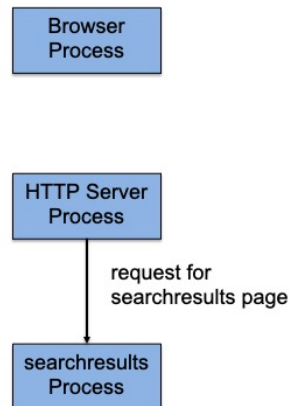 Browser
Process
HTTP Server
Process
request for
searchresults page
searchresults
Process